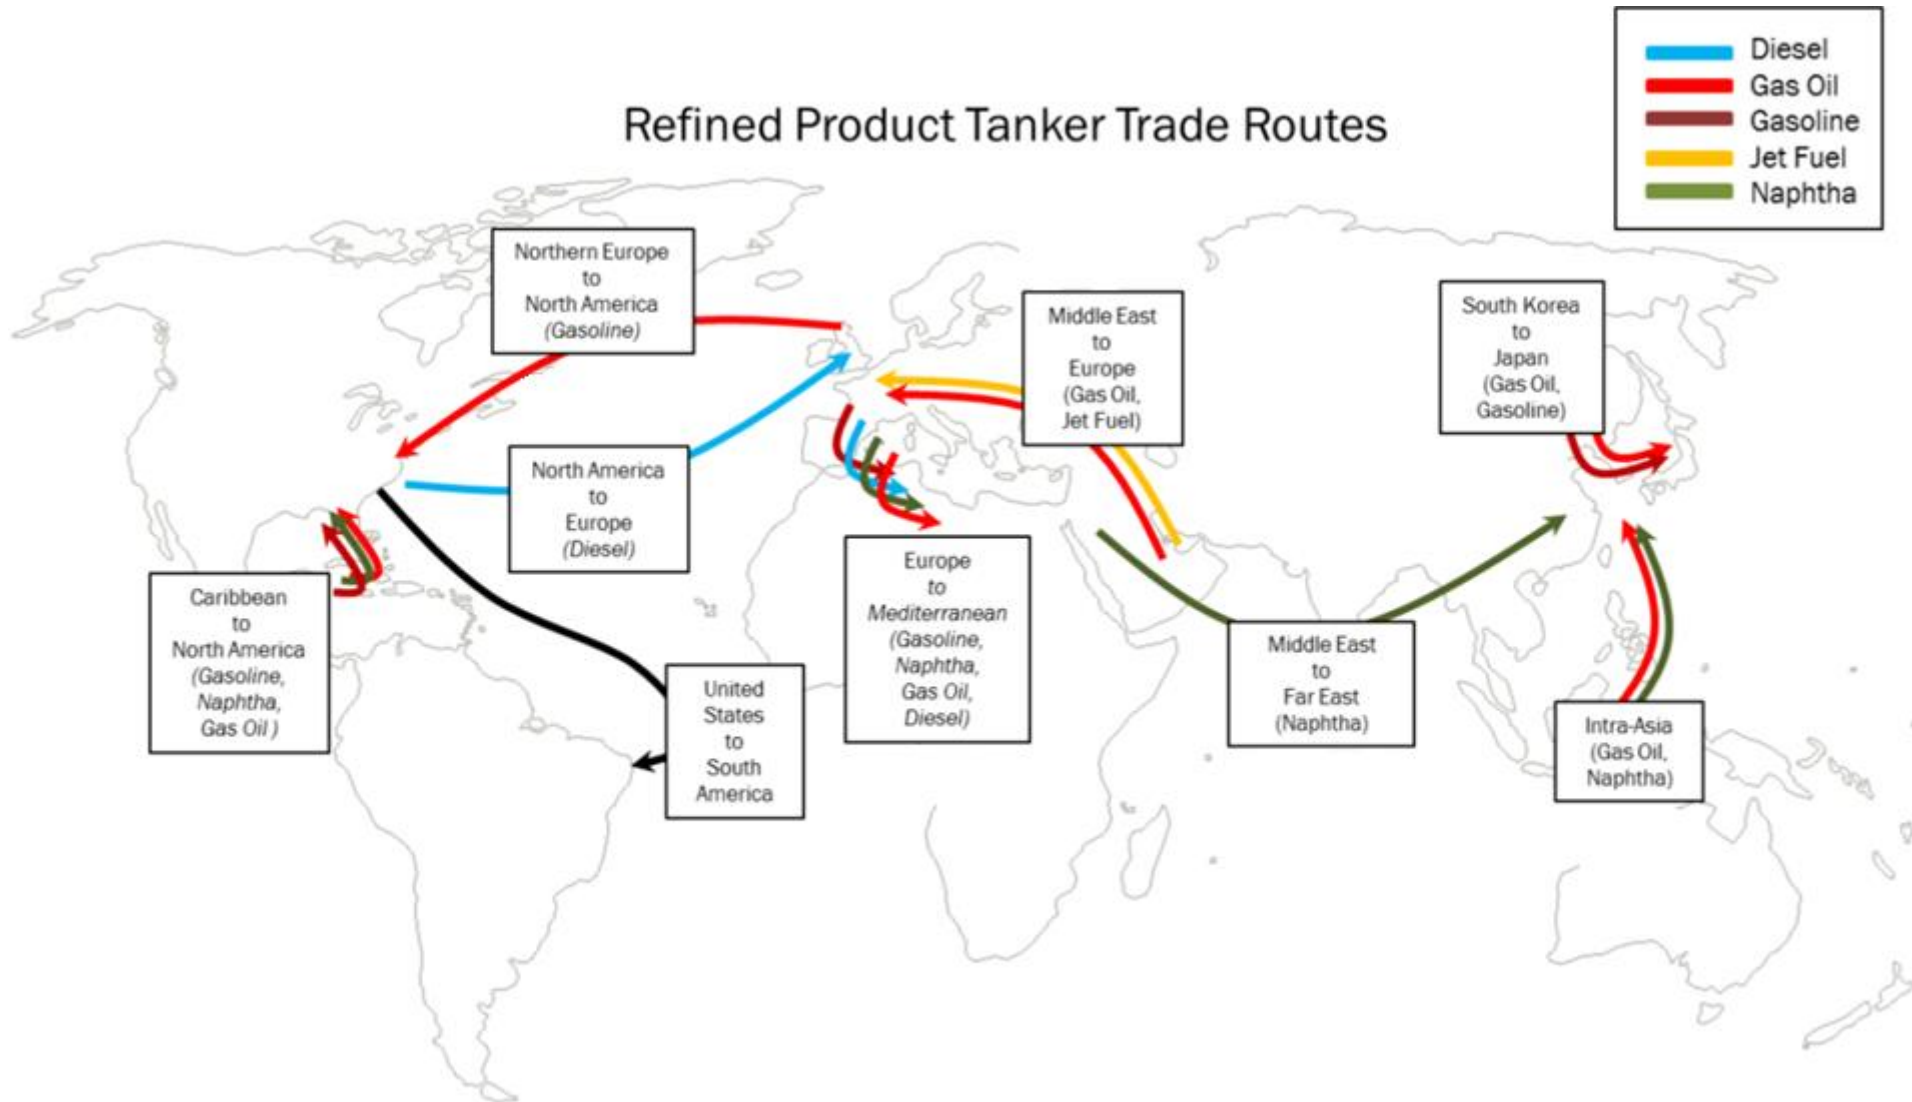 Refined Product Tanker Trade Routes
Diesel
Gas Oil
Gasoline
Jet Fuel
Naphtha
Northern Europe
to
North America
(Gasoline)
North America
to
Europe
(Diesel)
Caribbean
to
North America
(Gasoline,
Naphtha,
Gas Oil )
United
States
to
South
America
Europe
to
Mediterranean
(Gasoline,
Naphtha,
Gas Oil,
Diesel)
Middle East
to
Europe
(Gas Oil,
Jet Fuel)
Middle East
to
Far East
(Naphtha)
South Korea
to
Japan
(Gas Oil,
Gasoline)
Intra-Asia
(Gas Oil,
Naphtha)